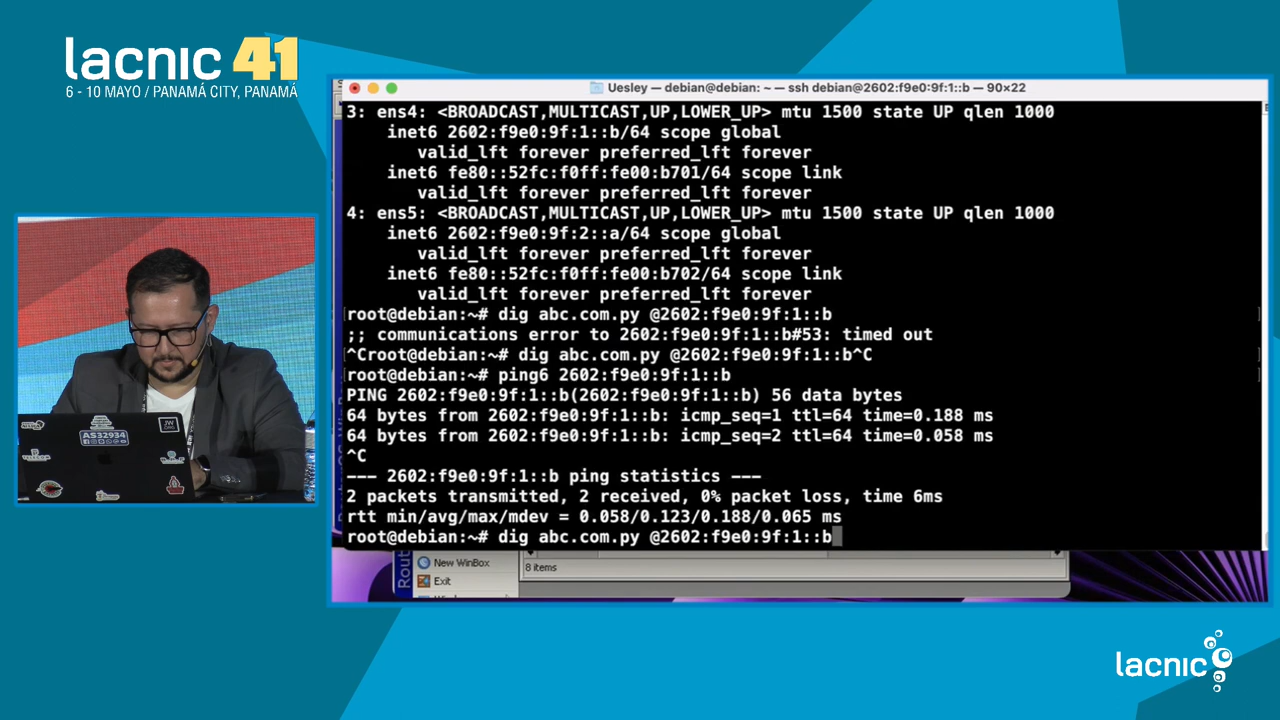 lacnic 41
6 - 10 MAYO / PANAMÁ CITY, PANAMÁ
Uesley — debian@debian: ~ — ssh debian@2602:f9e0:9f:1::b — 90×22
3: ens4: <BROADCAST,MULTICAST,UP,LOWER_UP> mtu 1500 state UP qlen 1000
inet6 2602:f9e0:9f:1::b/64 scope global
valid_lft forever preferred_lft forever
inet6 fe80::52fc:f0ff:fe00:b701/64 scope link
valid_lft forever preferred_lft forever
4: ens5: <BROADCAST,MULTICAST,UP,LOWER_UP> mtu 1500 state UP qlen 1000
inet6 2602:f9e0:9f:2::a/64 scope global
valid_lft forever preferred_lft forever
inet6 fe80::52fc:f0ff:fe00:b702/64 scope link
valid_lft forever preferred_lft forever
root@debian:~# dig abc.com.py @2602:f9e0:9f:1::b
;; communications error to 2602:f9e0:9f:1::b#53: timed out
^Croot@debian:~# dig abc.com.py @2602:f9e0:9f:1::b^C
root@debian:~# ping6 2602:f9e0:9f:1::b
PING 2602:f9e0:9f:1::b(2602:f9e0:9f:1::b) 56 data bytes
64 bytes from 2602:f9e0:9f:1::b: icmp_seq=1 ttl=64 time=0.188 ms
64 bytes from 2602:f9e0:9f:1::b: icmp_seq=2 ttl=64 time=0.058 ms
^C
--- 2602:f9e0:9f:1::b ping statistics ---
2 packets transmitted, 2 received, 0% packet loss, time 6ms
rtt min/avg/max/mdev = 0.058/0.123/0.188/0.065 ms
root@debian:~# dig abc.com.py @2602:f9e0:9f:1::b
New WinBox
Exit
8 items
AS32934
lacnic